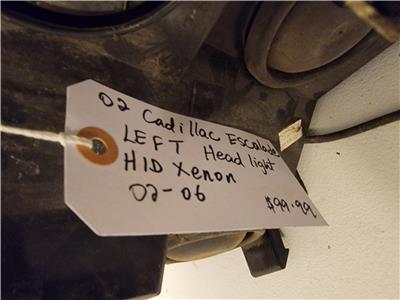 02 Cadillac Escalade
LEFT Head light
HID Xenon
02-06
$99.99